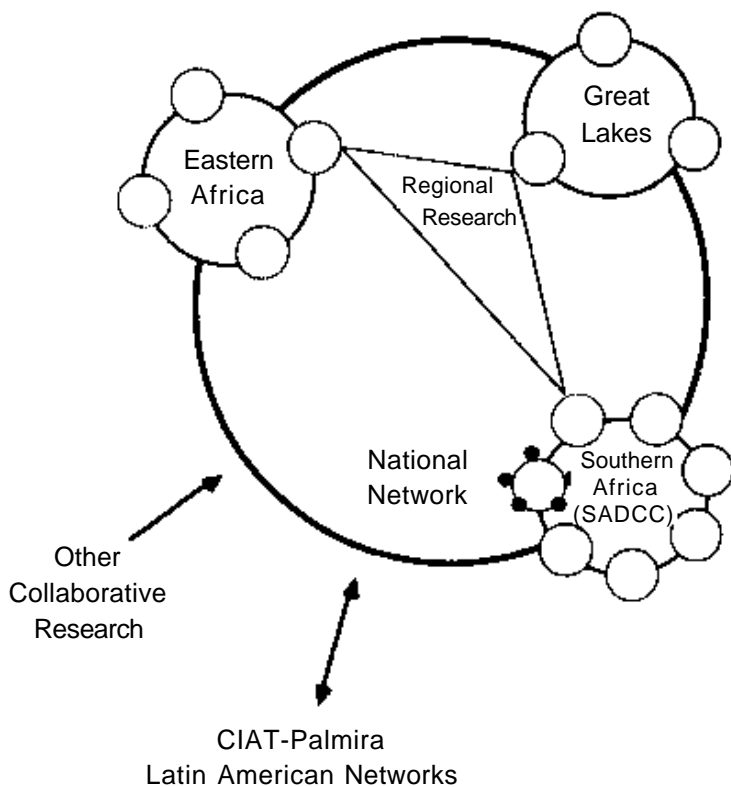 Great
Lakes
Eastern
Africa
Regional
Research
National
Network
Southern
Africa
(SADCC)
Other
Collaborative
Research
CIAT-Palmira
Latin American Networks